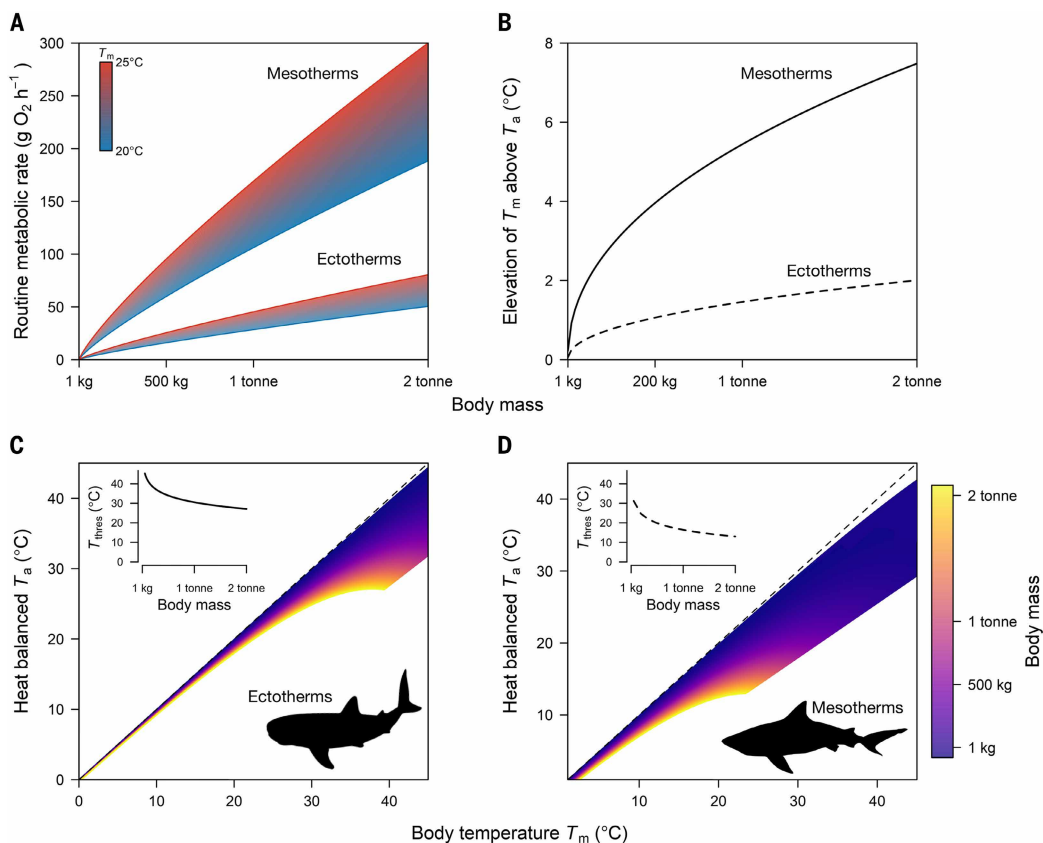 A
Routine metabolic rate (g O₂ h⁻¹)
300
250
200
150
100
50
0
Tm
25°C
20°C
Mesotherms
Ectotherms
1 kg
500 kg
1 tonne
2 tonne
B
Elevation of Tm above Ta (°C)
8
6
4
2
0
Mesotherms
Ectotherms
1 kg
200 kg
1 tonne
2 tonne
Body mass
C
Heat balanced Ta (°C)
40
30
20
10
0
Tthres (°C)
40
30
20
10
0
1 kg
1 tonne
2 tonne
Body mass
Ectotherms
0
10
20
30
40
D
Heat balanced Ta (°C)
40
30
20
10
Tthres (°C)
40
30
20
10
0
1 kg
1 tonne
2 tonne
Body mass
Mesotherms
10
20
30
40
Body temperature Tm (°C)
2 tonne
1 tonne
500 kg
1 kg
Body mass